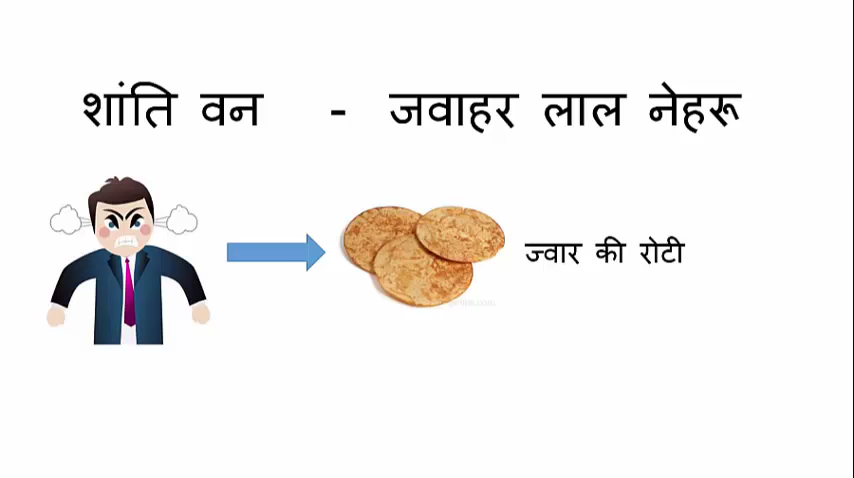 शांति वन - जवाहर लाल नेहरू
ज्वार की रोटी